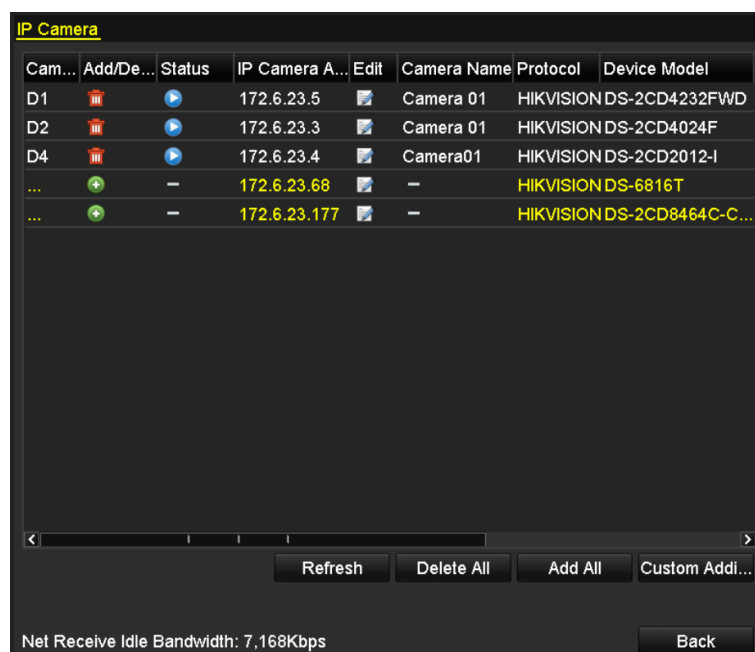 IP Camera
Cam... Add/De... Status IP Camera A... Edit Camera Name Protocol Device Model
D1 172.6.23.5 Camera 01 HIKVISION DS-2CD4232FWD
D2 172.6.23.3 Camera 01 HIKVISION DS-2CD4024F
D4 172.6.23.4 Camera01 HIKVISION DS-2CD2012-I
... – 172.6.23.68 – HIKVISION DS-6816T
... – 172.6.23.177 – HIKVISION DS-2CD8464C-C...
Refresh Delete All Add All Custom Addi...
Net Receive Idle Bandwidth: 7,168Kbps Back